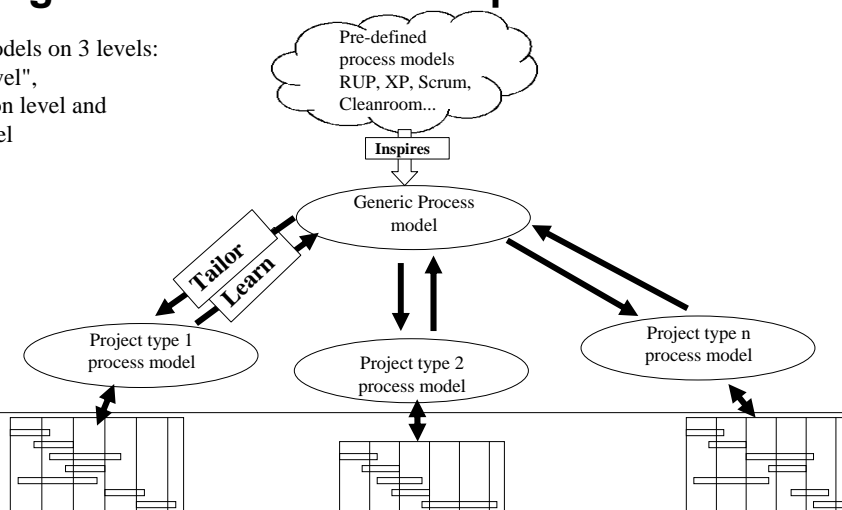 odels on 3 levels:
vel",
on level and
el
Pre-defined
process models
RUP, XP, Scrum,
Cleanroom...
Inspires
Generic Process
model
Tailor
Learn
Project type 1
process model
Project type 2
process model
Project type n
process model